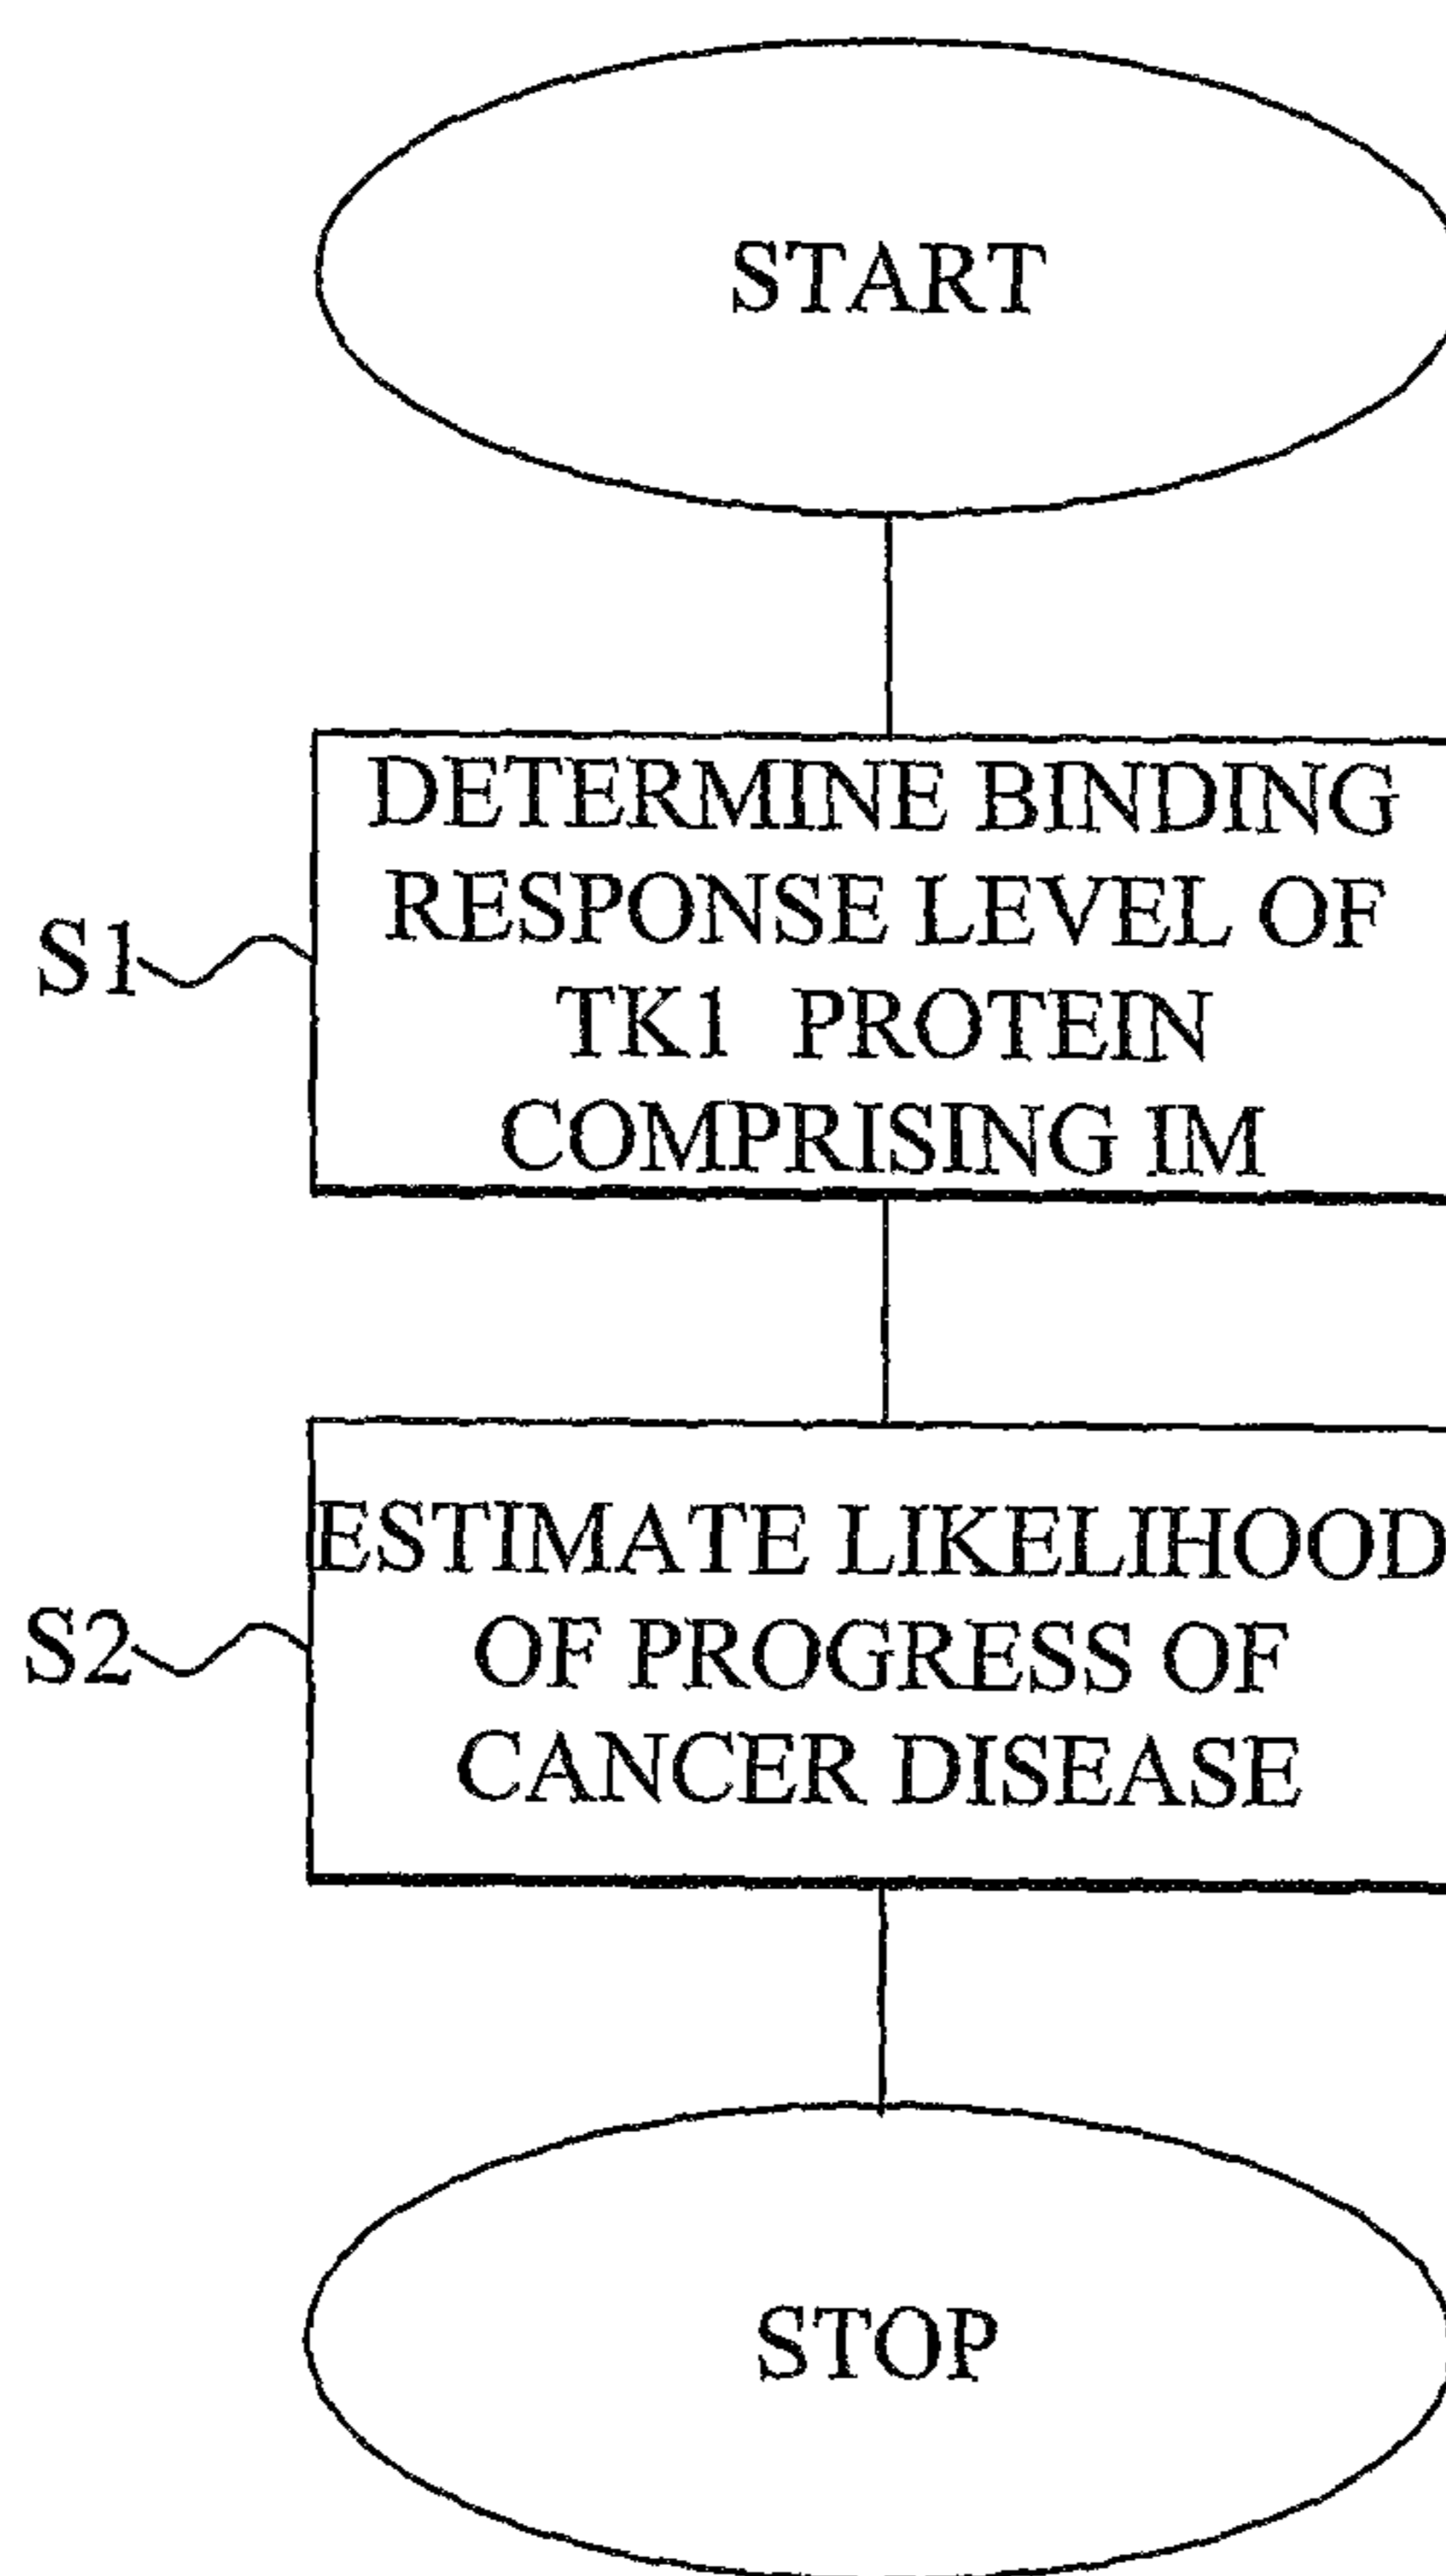 START
DETERMINE BINDING
RESPONSE LEVEL OF
S1
TK1 PROTEIN
COMPRISING IM
ESTIMATE LIKELIHOOD
S2
OF PROGRESS OF
CANCER DISEASE
STOP